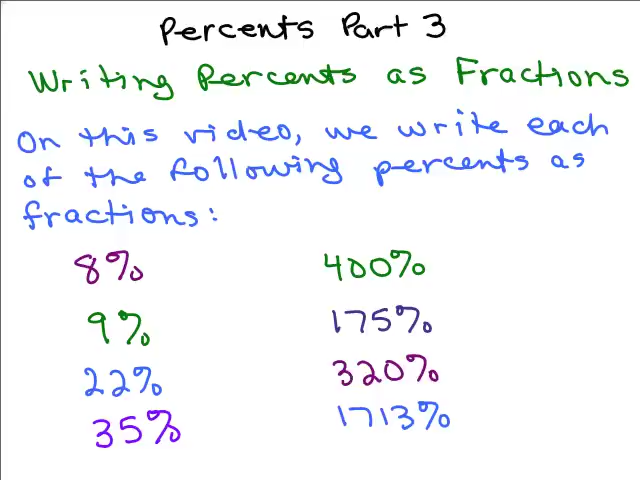 Percents Part 3
Writing Percents as Fractions
On this video, we write each
of the following percents as
fractions:
8% 400%
9% 175%
22% 320%
35% 1713%